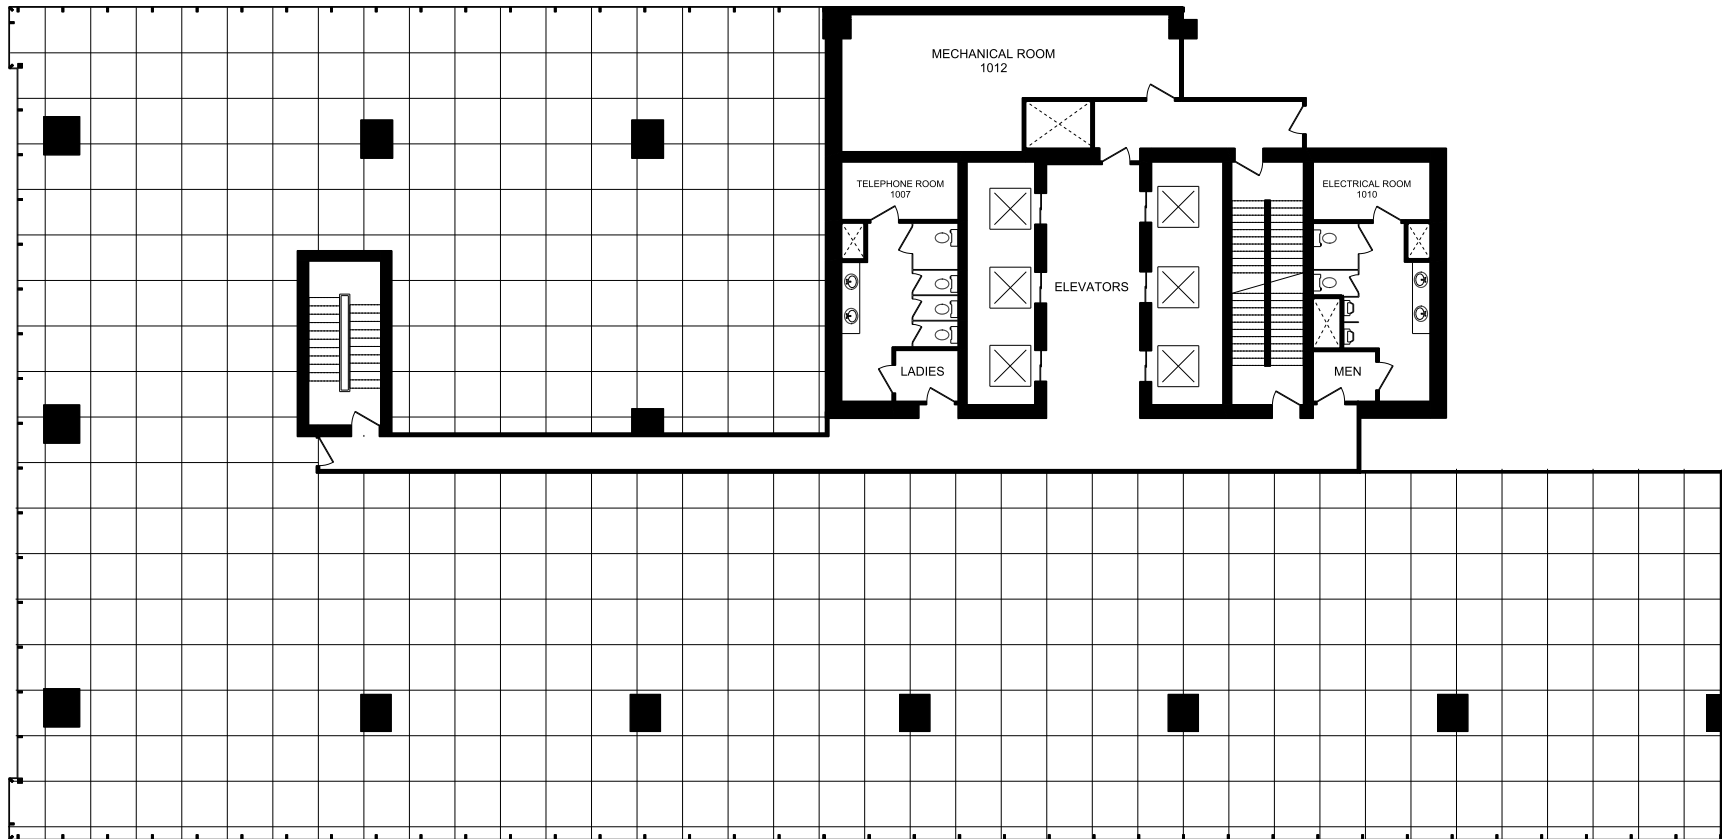 MECHANICAL ROOM
1012
TELEPHONE ROOM
1007
ELECTRICAL ROOM
1010
ELEVATORS
LADIES
MEN